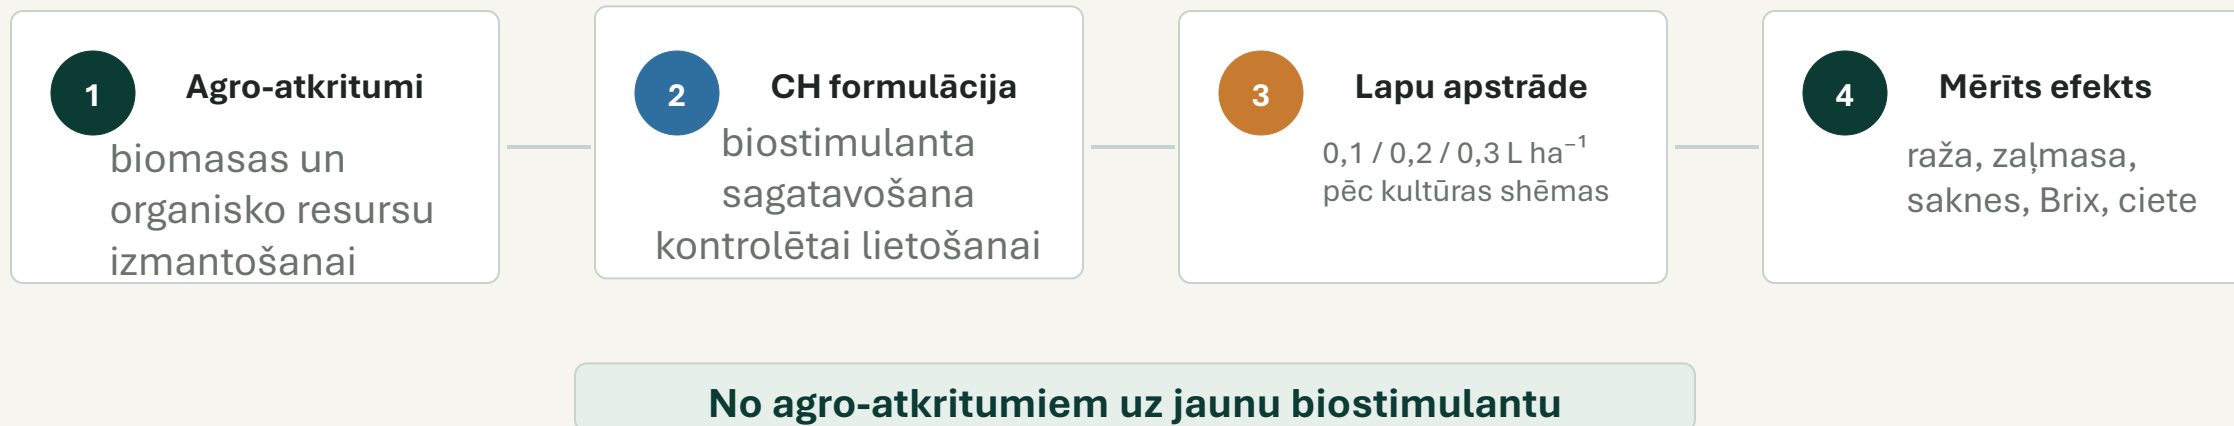 1
Agro-atkritumi
biomasas un
organisko resursu
izmantošanai
2
CH formulācija
biostimulanta
sagatavošana
kontrolētai lietošanai
3
Lapu apstrāde
0,1 / 0,2 / 0,3 L ha⁻¹
pēc kultūras shēmas
4
Mērīts efekts
raža, zaļmasa,
saknes, Brix, ciete
No agro-atkritumiem uz jaunu biostimulantu